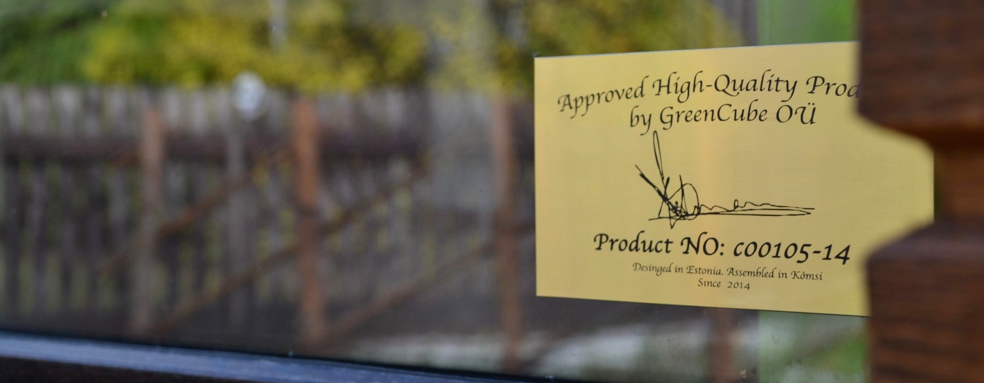 Approved High-Quality Prod
by GreenCube OÜ
Product NO: c00105-14
Desinged in Estonia. Assembled in Kõmsi
Since 2014